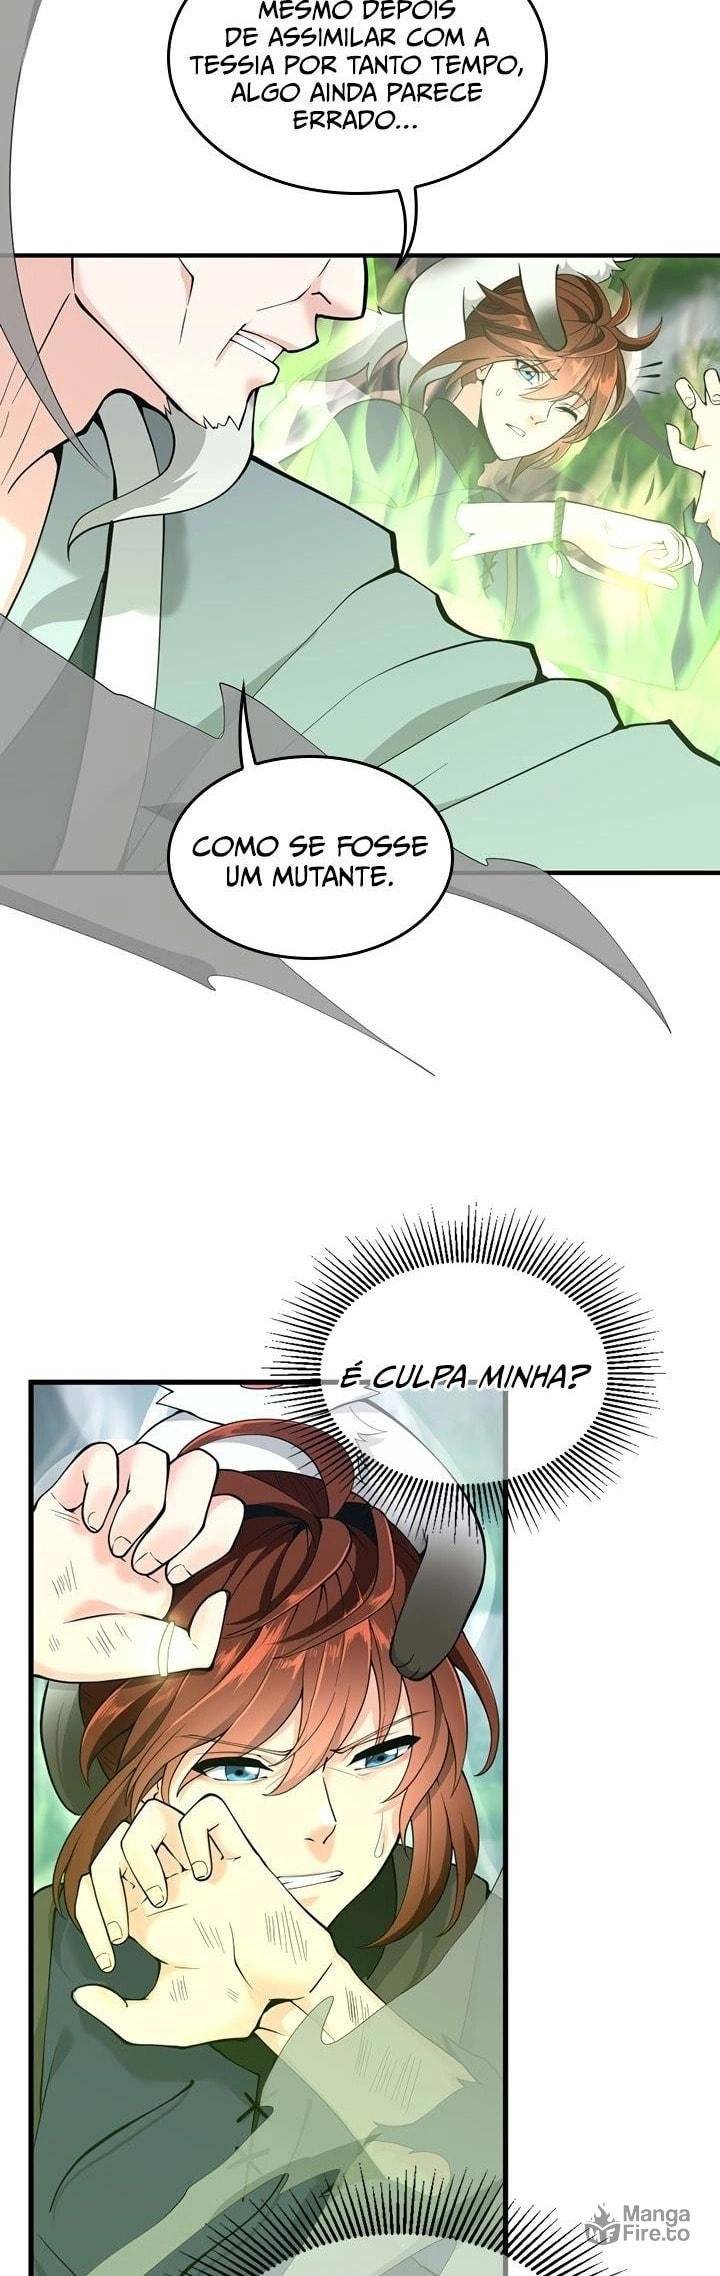 MESMO DEPOIS
DE ASSIMILAR COM A
TESSIA POR TANTO TEMPO,
ALGO AINDA PARECE
ERRADO...
COMO SE FOSSE
UM MUTANTE.
É CULPA MINHA?
Manga
Fire.to